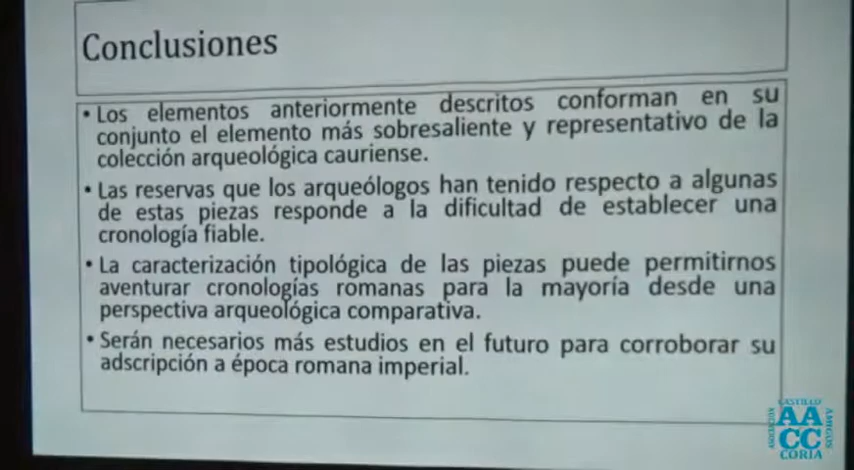 Conclusiones
• Los elementos anteriormente descritos conforman en su
conjunto el elemento más sobresaliente y representativo de la
colección arqueológica cauriense.
• Las reservas que los arqueólogos han tenido respecto a algunas
de estas piezas responde a la dificultad de establecer una
cronología fiable.
• La caracterización tipológica de las piezas puede permitirnos
aventurar cronologías romanas para la mayoría desde una
perspectiva arqueológica comparativa.
• Serán necesarios más estudios en el futuro para corroborar su
adscripción a época romana imperial.
CASTILLO
AA
CC
CORIA
AMIGOS